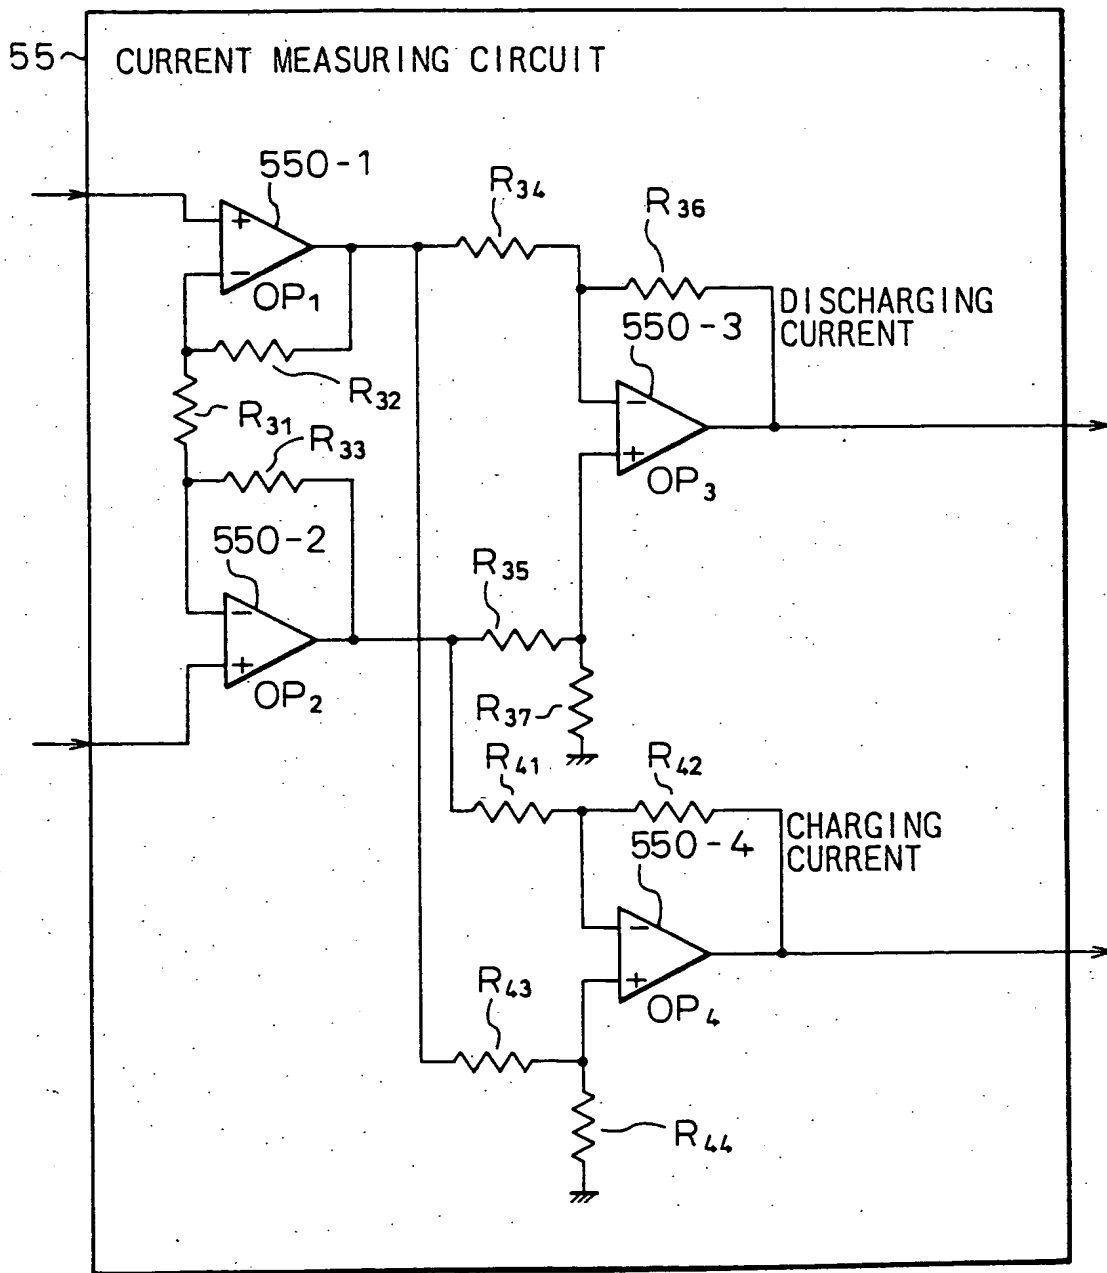 55 CURRENT MEASURING CIRCUIT
550-1
R34
R36
+
−
OP1
DISCHARGING
CURRENT
550-3
R32
R31
R33
−
+
OP3
550-2
R35
−
+
OP2
R37
R41
R42
CHARGING
CURRENT
550-4
−
+
OP4
R43
R44